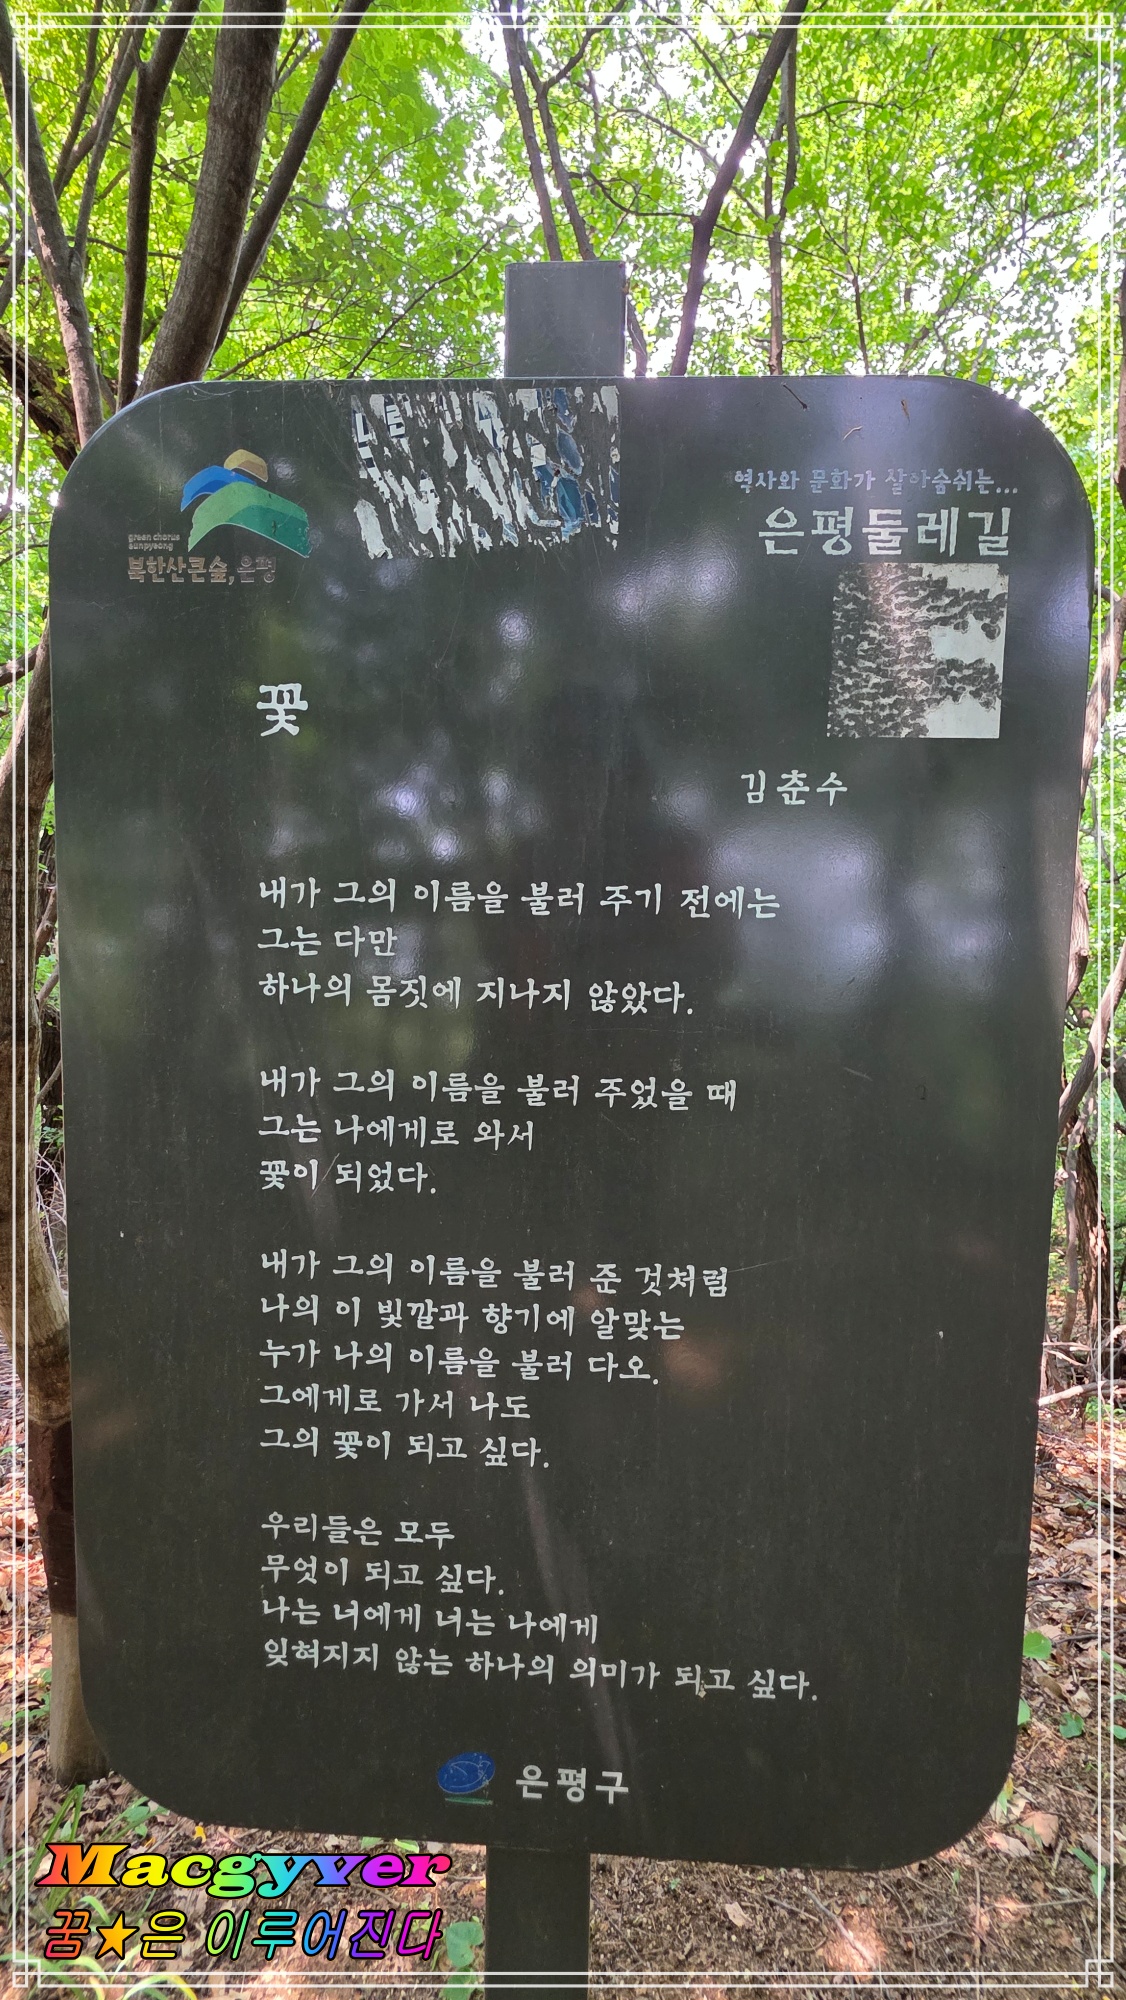 green chorus
eunpyeong
북한산큰숲, 은평
역사와 문화가 살아숨쉬는...
은평둘레길
꽃
김춘수
내가 그의 이름을 불러 주기 전에는
그는 다만
하나의 몸짓에 지나지 않았다.
내가 그의 이름을 불러 주었을 때
그는 나에게로 와서
꽃이 되었다.
내가 그의 이름을 불러 준 것처럼
나의 이 빛깔과 향기에 알맞는
누가 나의 이름을 불러 다오.
그에게로 가서 나도
그의 꽃이 되고 싶다.
우리들은 모두
무엇이 되고 싶다.
나는 너에게 너는 나에게
잊혀지지 않는 하나의 의미가 되고 싶다.
은평구
Macgyver
꿈★은 이루어진다